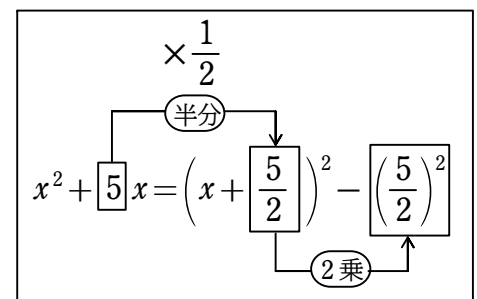 ×1/2
半分
x² + 5x = (x + 5/2)² − (5/2)²
2乗